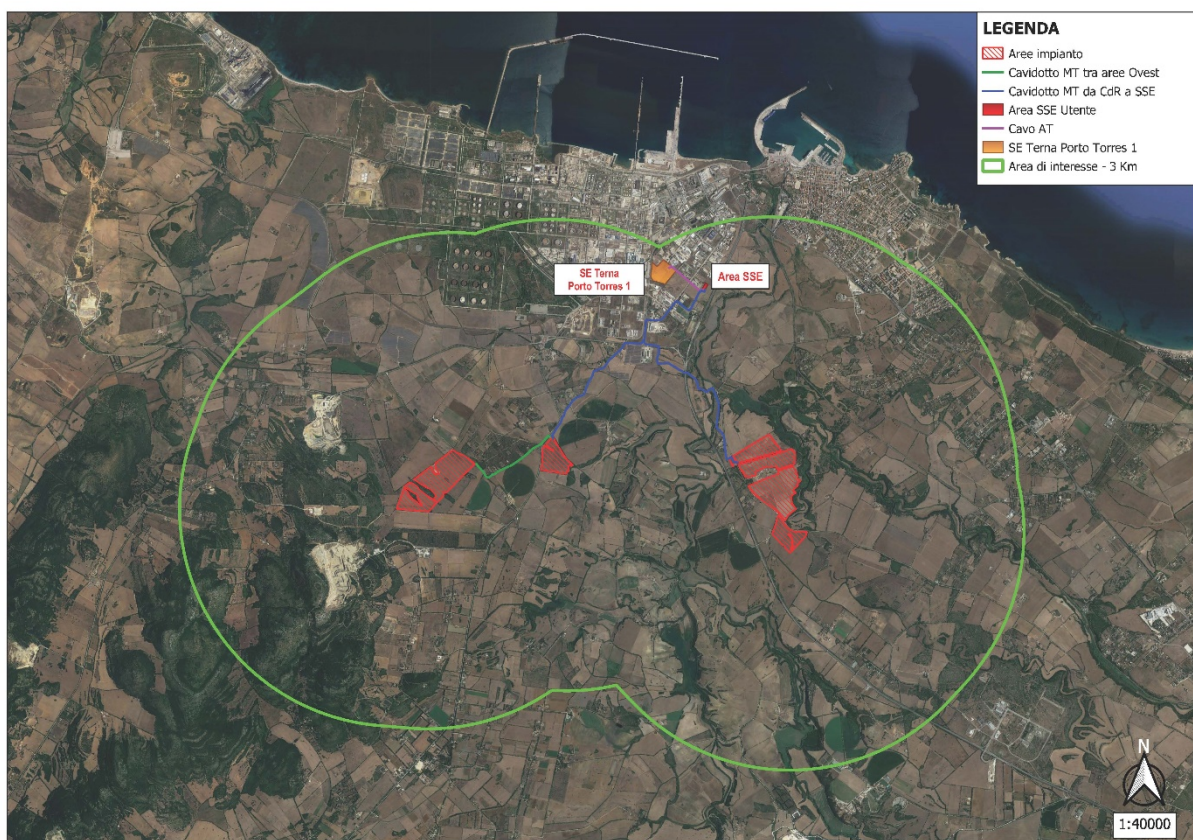 LEGENDA
Aree impianto
Cavidotto MT tra aree Ovest
Cavidotto MT da CdR a SSE
Area SSE Utente
Cavo AT
SE Terna Porto Torres 1
Area di interesse - 3 Km
SE Terna
Porto Torres 1
Area SSE
N
1:40000